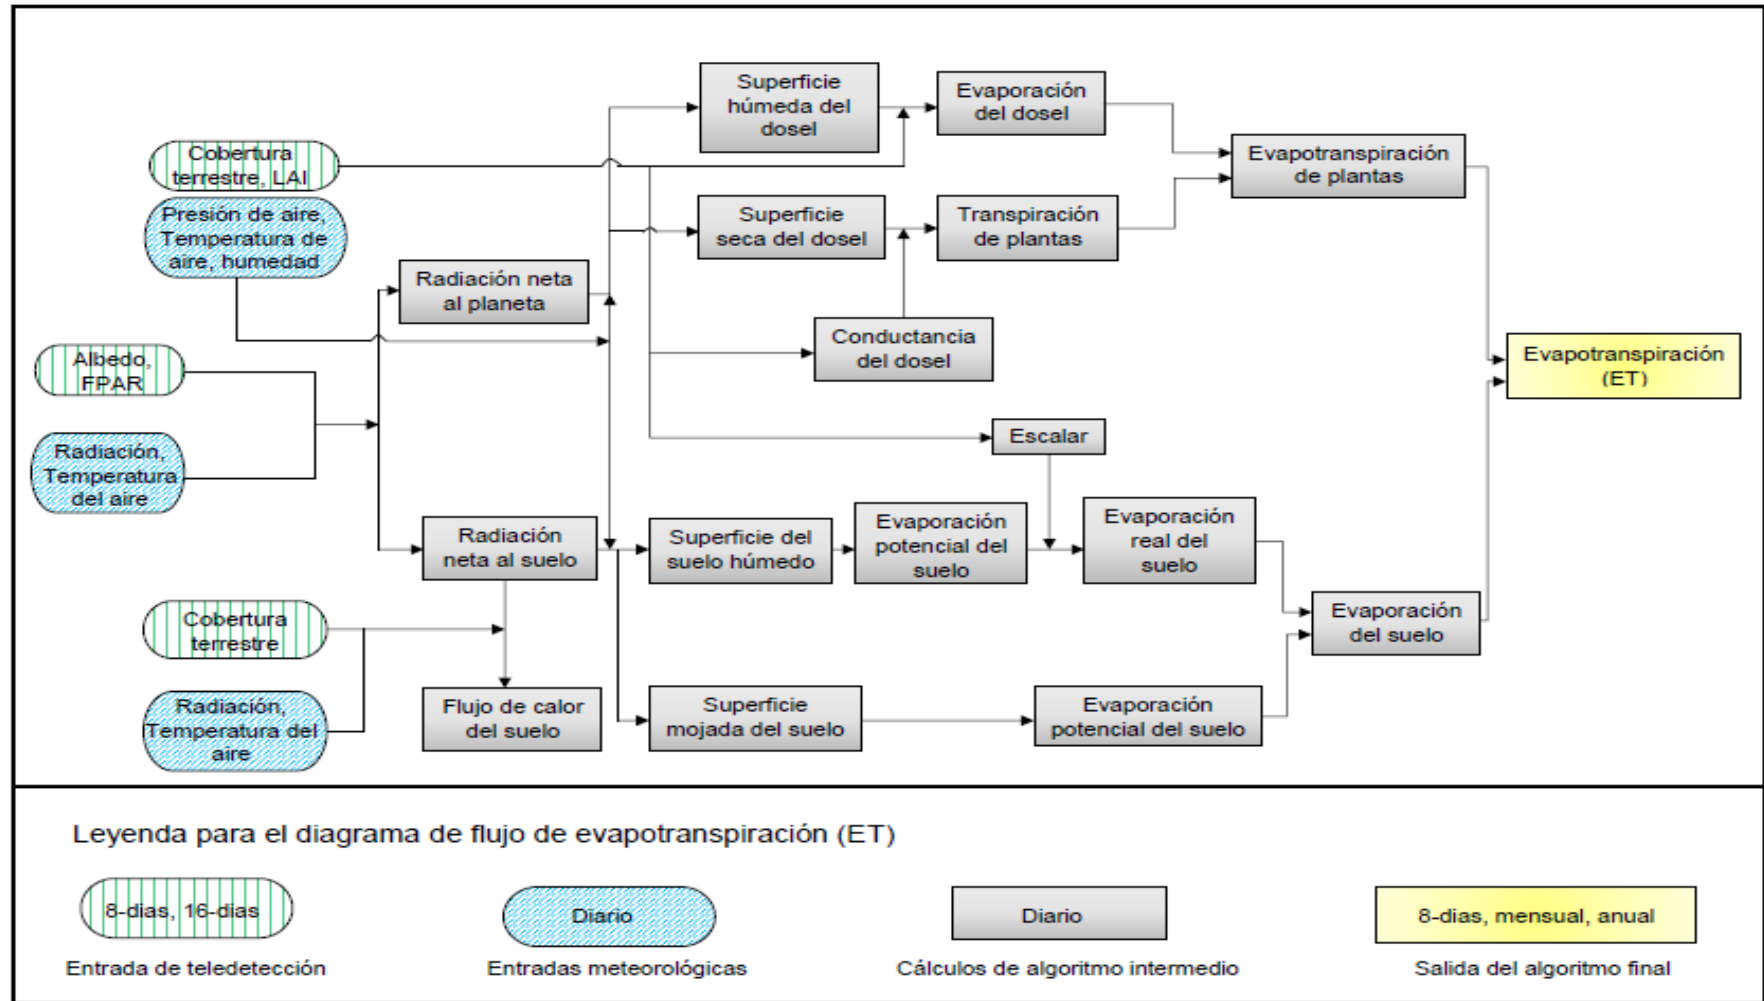 Superficie
húmeda del
dosel
Evaporación
del dosel
Cobertura
terrestre, LAI
Evapotranspiración
de plantas
Presión de aire,
Temperatura de
aire, humedad
Superficie
seca del dosel
Transpiración
de plantas
Radiación neta
al planeta
Conductancia
del dosel
Albedo,
FPAR
Evapotranspiración
(ET)
Radiación,
Temperatura
del aire
Escalar
Radiación
neta al suelo
Superficie del
suelo húmedo
Evaporación
potencial del
suelo
Evaporación
real del
suelo
Cobertura
terrestre
Evaporación
del suelo
Radiación,
Temperatura del
aire
Flujo de calor
del suelo
Superficie
mojada del suelo
Evaporación
potencial del suelo
Leyenda para el diagrama de flujo de evapotranspiración (ET)
8-dias, 16-dias
Diario
Diario
8-dias, mensual, anual
Entrada de teledetección
Entradas meteorológicas
Cálculos de algoritmo intermedio
Salida del algoritmo final